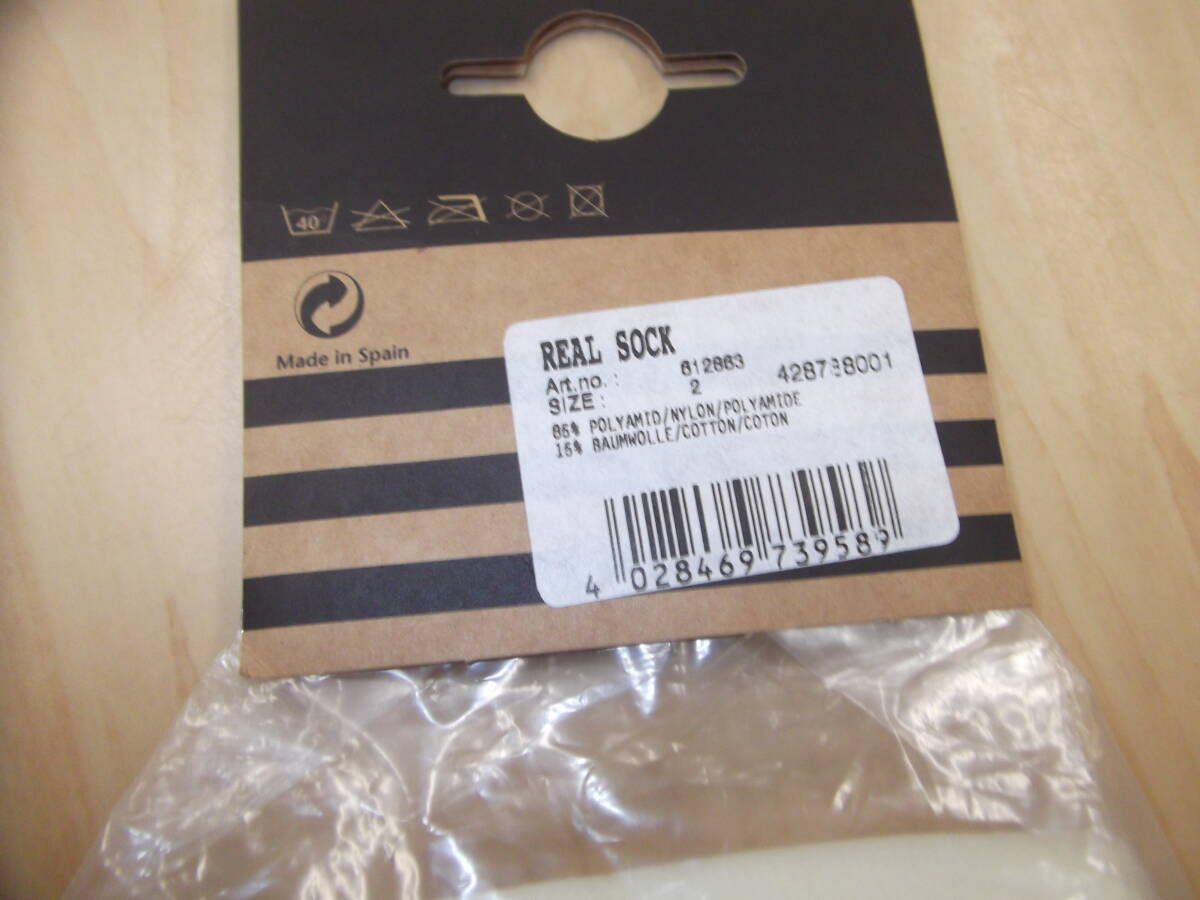 40
Made in Spain
REAL SOCK
Art.no. : 612863
SIZE : 2
85% POLYAMID/NYLON/POLYAMIDE
15% BAUMWOLLE/COTTON/COTON
4 028469 739589